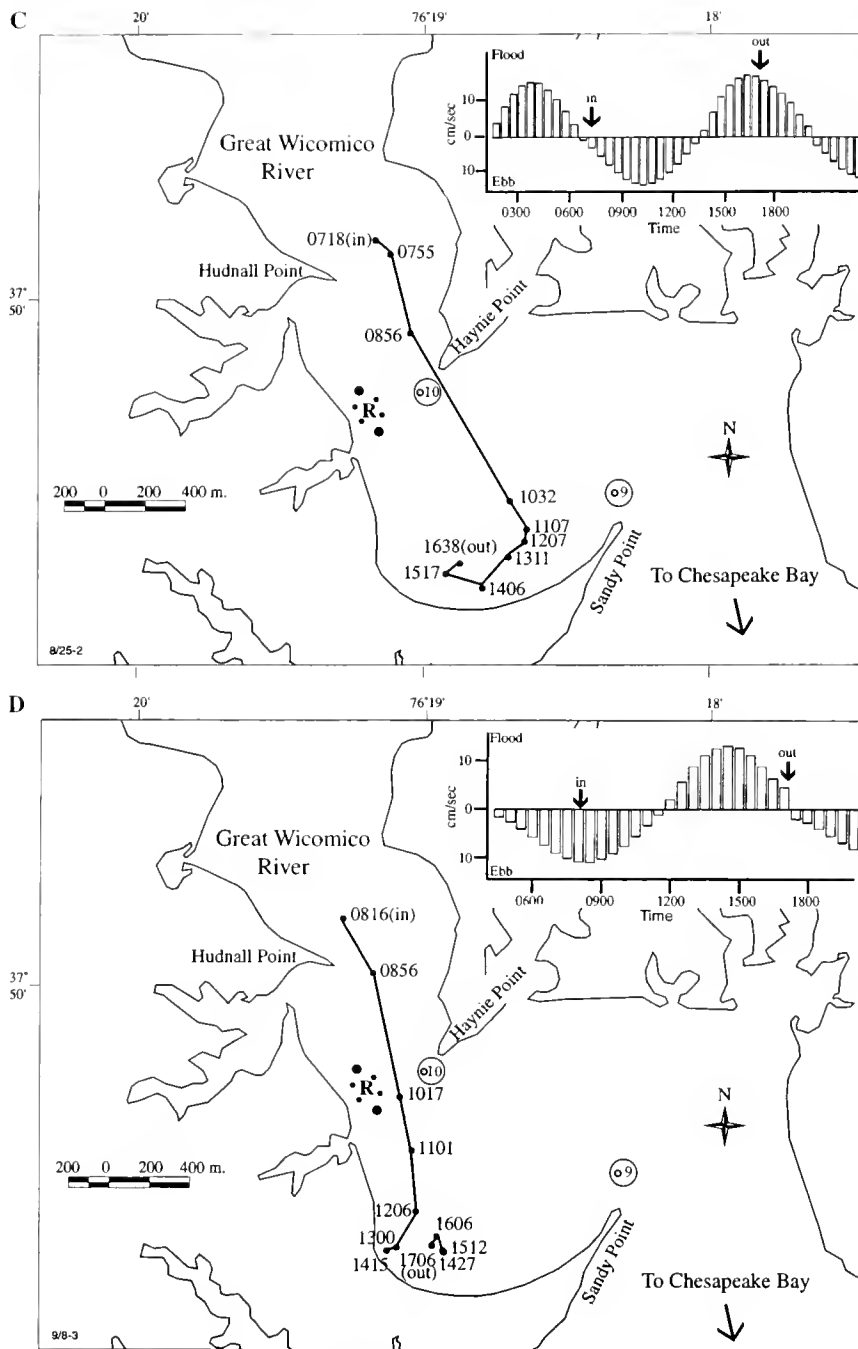 C
20'
76°19'
18'
out
Flood
in
10
0
10
cm/sec
Ebb
0300 0600 0900 1200 1500 1800
Time
Great Wicomico
River
0718(in)
0755
Hudnall Point
37°
50'
0856
Haynie Point
10
R
N
200 0 200 400 m.
1032
9
1107
1207
1638(out)
1311
1517
1406
Sandy Point
To Chesapeake Bay
8/25-2
D
20'
76°19'
18'
Flood
out
in
10
0
10
cm/sec
Ebb
0600 0900 1200 1500 1800
Time
Great Wicomico
River
0816(in)
Hudnall Point
0856
37°
50'
Haynie Point
10
R
1017
N
1101
200 0 200 400 m.
9
1206
1606
1300
1512
1415
1706
(out)
1427
Sandy Point
To Chesapeake Bay
9/8-3